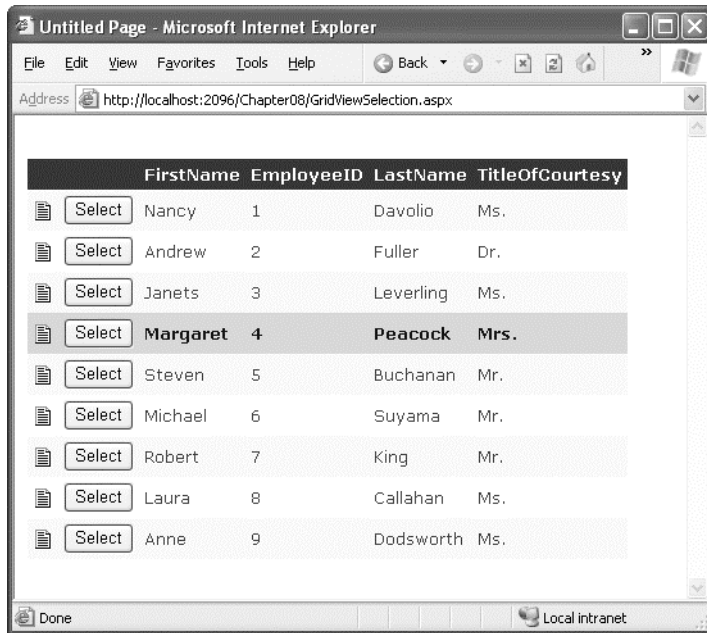 Untitled Page - Microsoft Internet Explorer
File Edit View Favorites Tools Help Back »
Address http://localhost:2096/Chapter08/GridViewSelection.aspx
FirstName EmployeeID LastName TitleOfCourtesy
Select Nancy 1 Davolio Ms.
Select Andrew 2 Fuller Dr.
Select Janets 3 Leverling Ms.
Select Margaret 4 Peacock Mrs.
Select Steven 5 Buchanan Mr.
Select Michael 6 Suyama Mr.
Select Robert 7 King Mr.
Select Laura 8 Callahan Ms.
Select Anne 9 Dodsworth Ms.
Done Local intranet